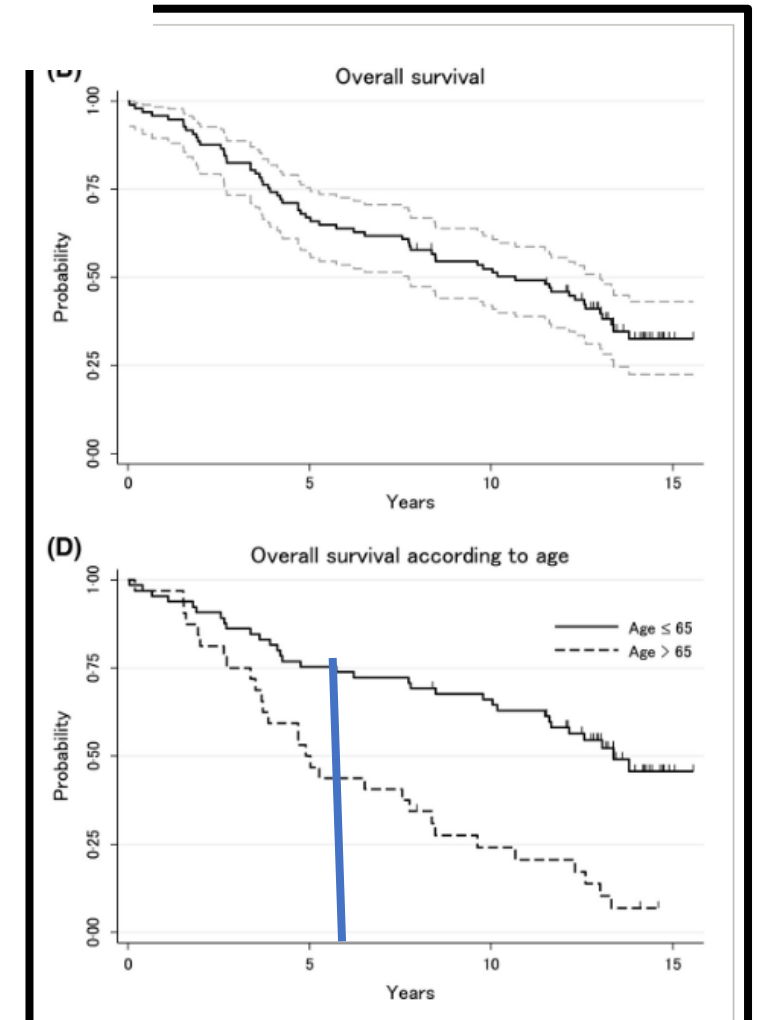 (B)
Overall survival
1·00
0·75
0·50
0·25
0·00
Probability
0
5
10
15
Years
(D)
Overall survival according to age
1·00
0·75
0·50
0·25
0·00
Probability
Age ≤ 65
Age > 65
0
5
10
15
Years